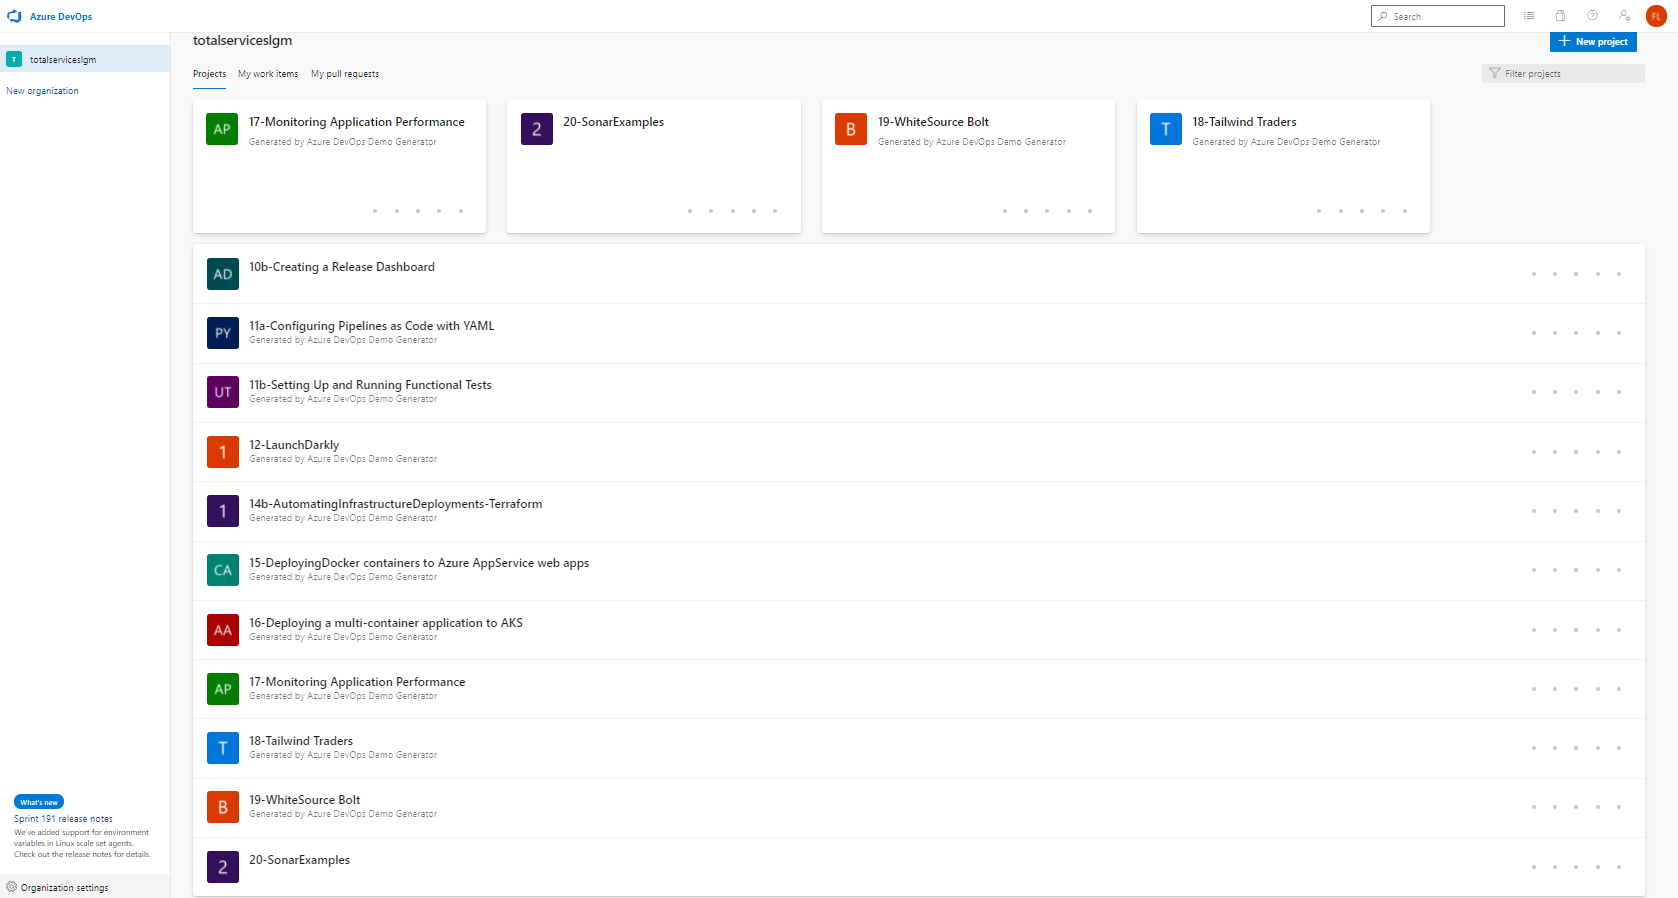 Azure DevOps
Search
FL
T totalserviceslgm
New organization
totalserviceslgm
New project
Projects My work items My pull requests
Filter projects
AP 17-Monitoring Application Performance
Generated by Azure DevOps Demo Generator
2 20-SonarExamples
B 19-WhiteSource Bolt
Generated by Azure DevOps Demo Generator
T 18-Tailwind Traders
Generated by Azure DevOps Demo Generator
AD 10b-Creating a Release Dashboard
PY 11a-Configuring Pipelines as Code with YAML
Generated by Azure DevOps Demo Generator
UT 11b-Setting Up and Running Functional Tests
Generated by Azure DevOps Demo Generator
1 12-LaunchDarkly
Generated by Azure DevOps Demo Generator
1 14b-AutomatingInfrastructureDeployments-Terraform
Generated by Azure DevOps Demo Generator
CA 15-DeployingDocker containers to Azure AppService web apps
Generated by Azure DevOps Demo Generator
AA 16-Deploying a multi-container application to AKS
Generated by Azure DevOps Demo Generator
AP 17-Monitoring Application Performance
Generated by Azure DevOps Demo Generator
T 18-Tailwind Traders
Generated by Azure DevOps Demo Generator
B 19-WhiteSource Bolt
Generated by Azure DevOps Demo Generator
2 20-SonarExamples
What's new
Sprint 191 release notes
We've added support for environment
variables in Linux scale set agents.
Check out the release notes for details.
Organization settings